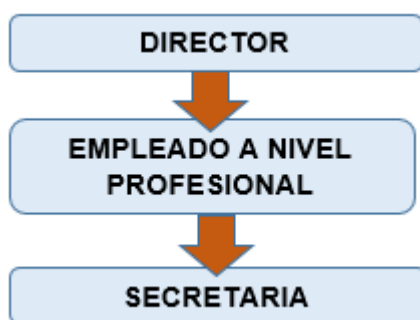 DIRECTOR
EMPLEADO A NIVEL
PROFESIONAL
SECRETARIA